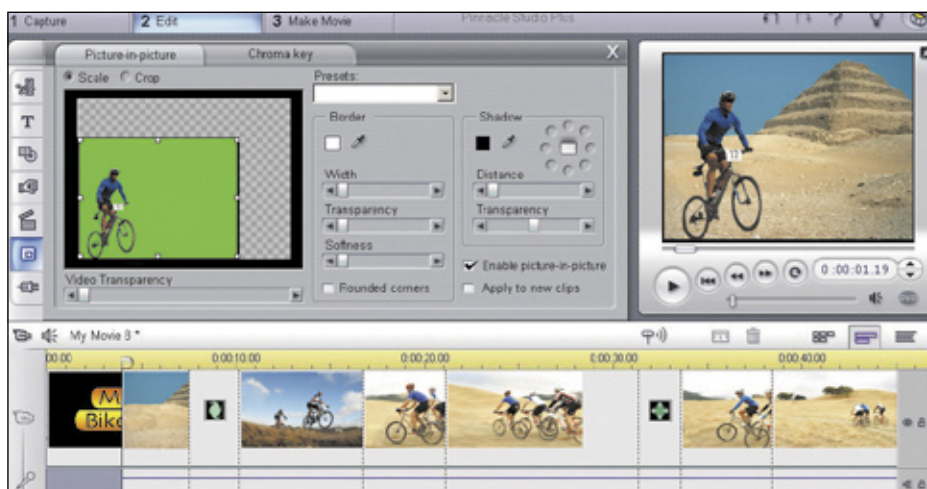 1 Capture
2 Edit
3 Make Movie
Pinnacle Studio Plus
Picture-in-picture
Chroma key
X
Scale
Crop
Presets:
Border
Shadow
Width
Distance
Transparency
Transparency
Softness
Enable picture-in-picture
Rounded corners
Apply to new clips
Video Transparency
T
13
0:00:01.19
My Movie 8 *
00.00
0:00:10.00
0:00:20.00
0:00:30.00
0:00:40.00